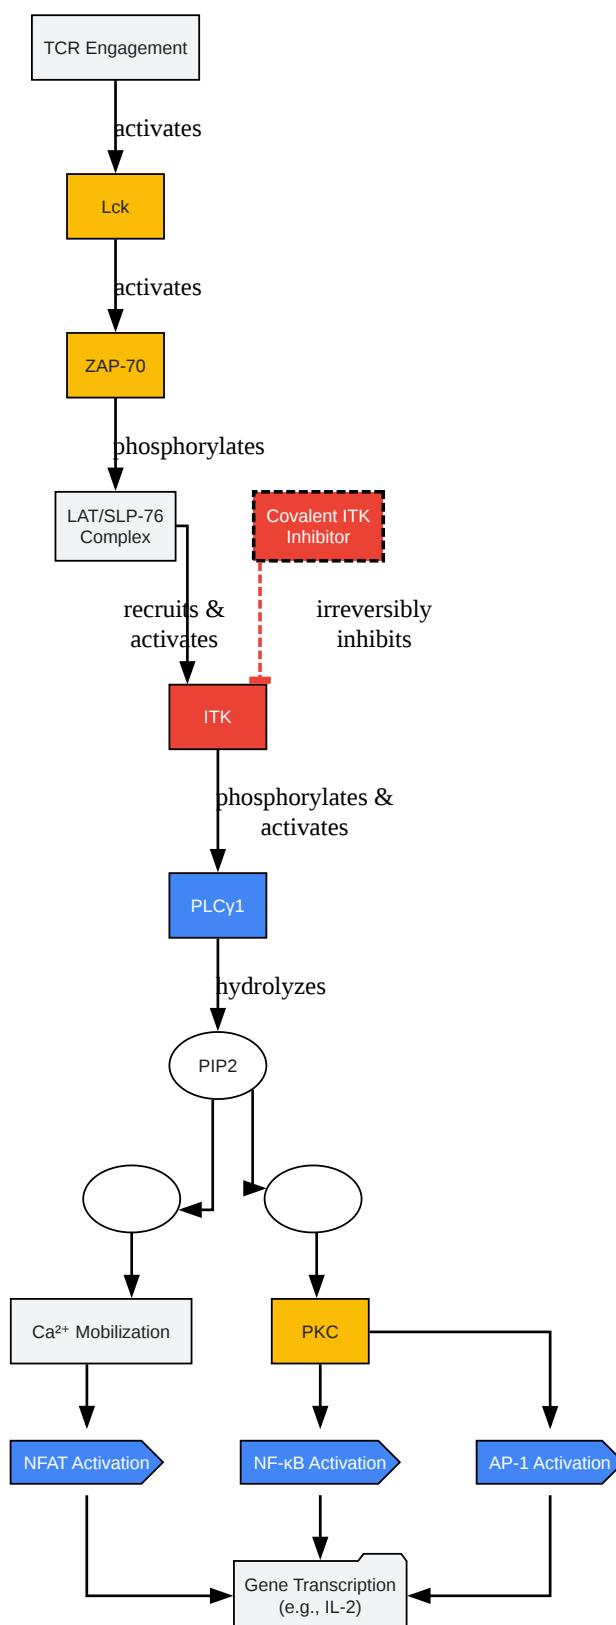 TCR Engagement
activates
Lck
activates
ZAP-70
phosphorylates
LAT/SLP-76
Complex
Covalent ITK
Inhibitor
recruits &
activates
irreversibly
inhibits
ITK
phosphorylates &
activates
PLCγ1
hydrolyzes
PIP2
Ca²⁺ Mobilization
PKC
NFAT Activation
NF-κB Activation
AP-1 Activation
Gene Transcription
(e.g., IL-2)